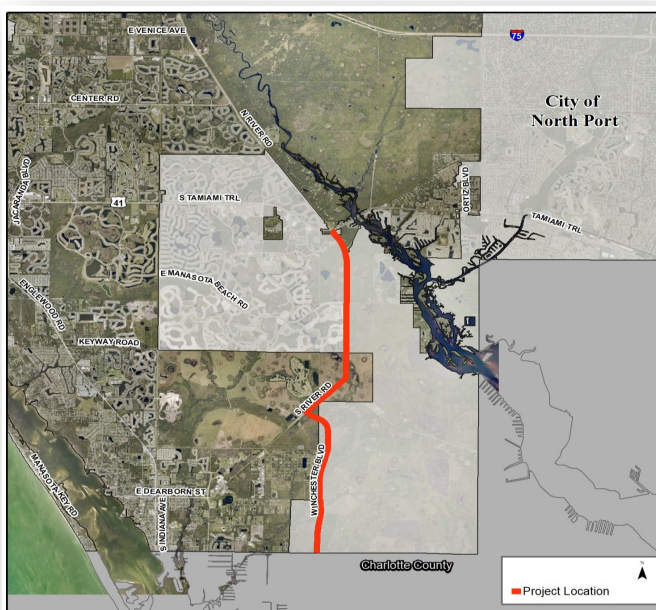 E VENICE AVE
75
CENTER RD
City of
North Port
N RIVER RD
JACARANDA BLVD
ORTIZ BLVD
S TAMIAMI TRL
41
TAMIAMI TRL
E MANASOTA BEACH RD
ENGLEWOOD RD
KEYWAY ROAD
S RIVER RD
MANASOTA KEY RD
WINCHESTER BLVD
E DEARBORN ST
S INDIANA AVE
Charlotte County
N
Project Location